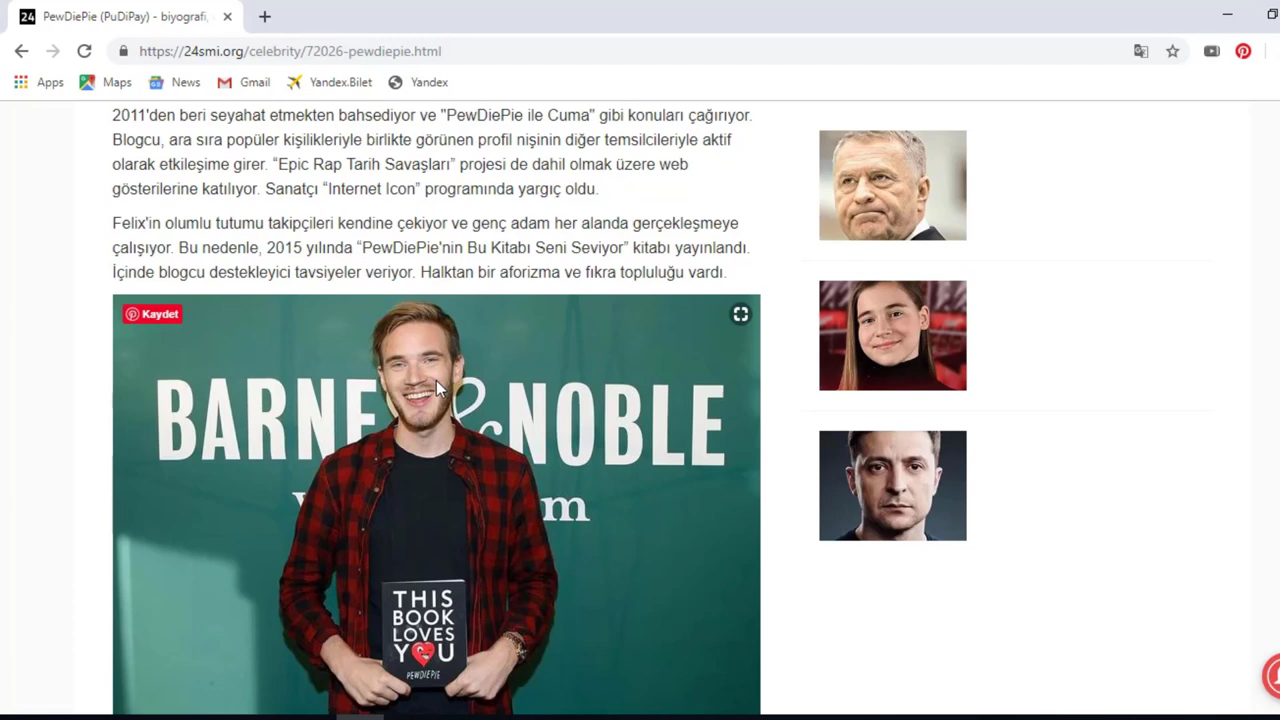 24 PewDiePie (PuDiPay) - biyografi,
https://24smi.org/celebrity/72026-pewdiepie.html
Apps Maps News Gmail Yandex.Bilet Yandex
2011'den beri seyahat etmekten bahsediyor ve "PewDiePie ile Cuma" gibi konuları çağırıyor.
Blogcu, ara sıra popüler kişilikleriyle birlikte görünen profil nişinin diğer temsilcileriyle aktif
olarak etkileşime girer. “Epic Rap Tarih Savaşları” projesi de dahil olmak üzere web
gösterilerine katılıyor. Sanatçı “Internet Icon” programında yargıç oldu.
Felix'in olumlu tutumu takipçileri kendine çekiyor ve genç adam her alanda gerçekleşmeye
çalışıyor. Bu nedenle, 2015 yılında “PewDiePie'nin Bu Kitabı Seni Seviyor” kitabı yayınlandı.
İçinde blogcu destekleyici tavsiyeler veriyor. Halktan bir aforizma ve fıkra topluluğu vardı.
Kaydet
BARNE & NOBLE
m
THIS
BOOK
LOVES
YOU
PEWDIEPIE